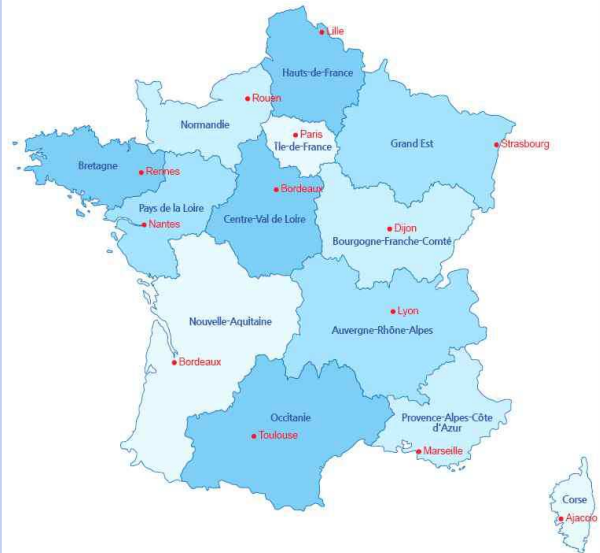 Lille
Hauts-de-France
Rouen
Normandie
Paris
Île-de-France
Grand Est
Strasbourg
Bretagne
Rennes
Bordeaux
Pays de la Loire
Centre-Val de Loire
Nantes
Dijon
Bourgogne-Franche-Comté
Lyon
Nouvelle-Aquitaine
Auvergne-Rhône-Alpes
Bordeaux
Occitanie
Provence-Alpes-Côte
d'Azur
Toulouse
Marseille
Corse
Ajaccio